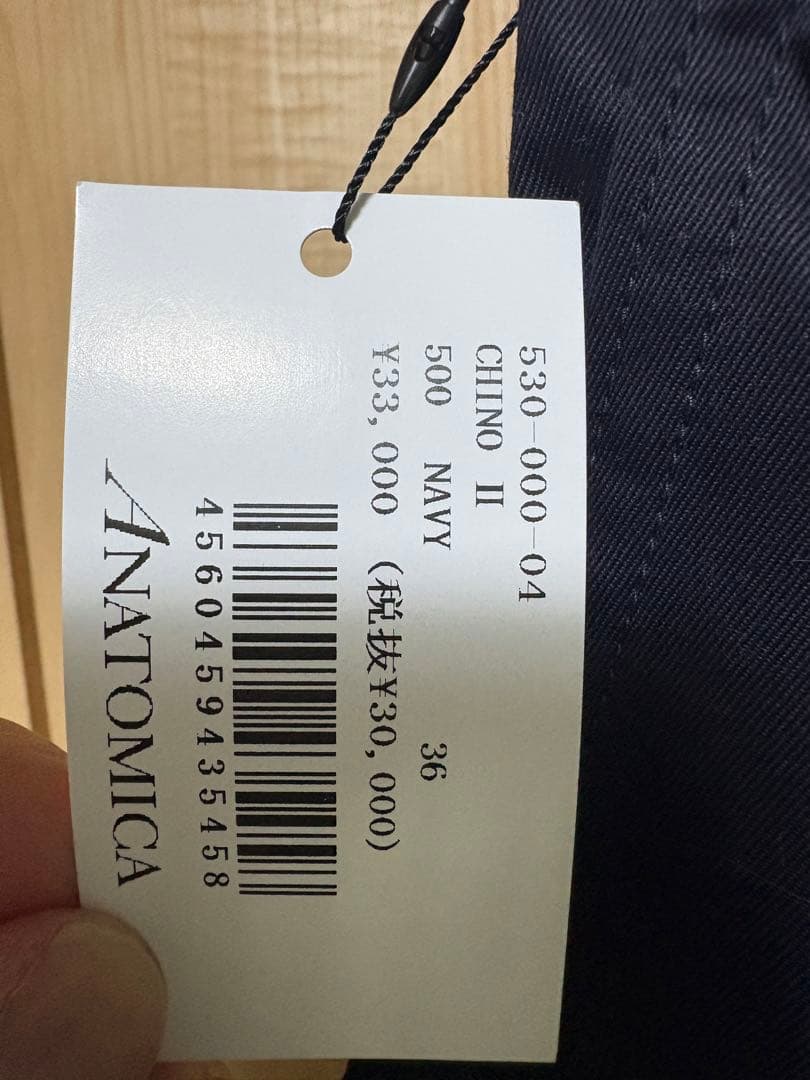 530-000-04
CHINO II
500 NAVY 36
¥33,000 (税抜¥30,000)
4560459435458
ANATOMICA